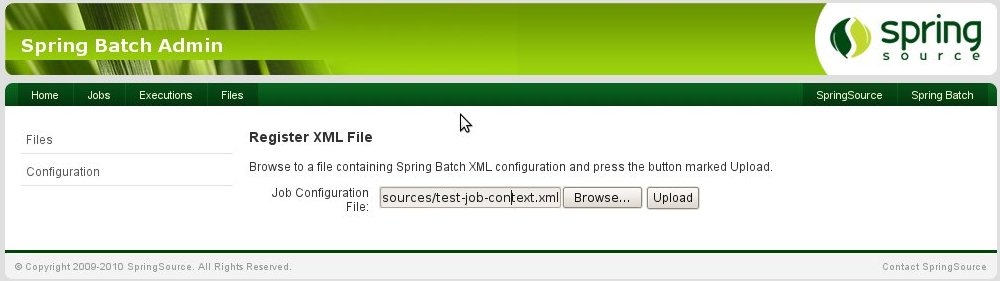 Spring Batch Admin
spring
source
Home Jobs Executions Files SpringSource Spring Batch
Files
Configuration
Register XML File
Browse to a file containing Spring Batch XML configuration and press the button marked Upload.
Job Configuration
File:
sources/test-job-context.xml Browse... Upload
© Copyright 2009-2010 SpringSource. All Rights Reserved. Contact SpringSource